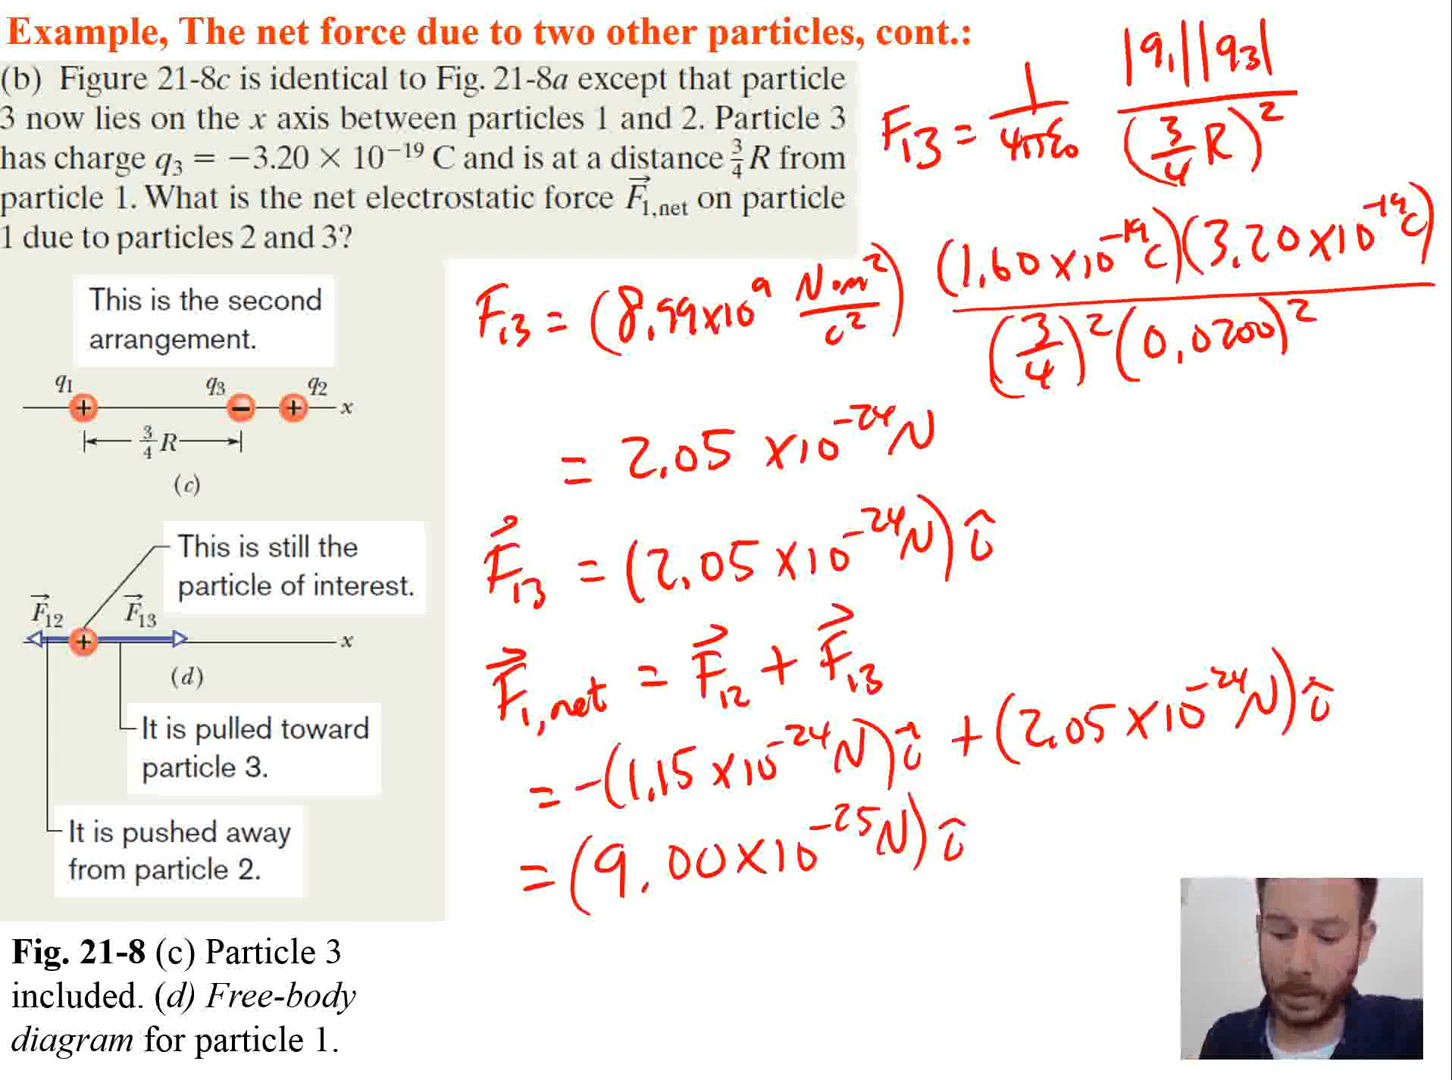 Example, The net force due to two other particles, cont.:
(b) Figure 21-8c is identical to Fig. 21-8a except that particle
3 now lies on the x axis between particles 1 and 2. Particle 3
has charge q₃ = −3.20 × 10⁻¹⁹ C and is at a distance ¾R from
particle 1. What is the net electrostatic force F⃗₁,net on particle
1 due to particles 2 and 3?
This is the second
arrangement.
q₁ q₃ q₂
+ − + x
¾R
(c)
This is still the
particle of interest.
F⃗₁₂ F⃗₁₃
+ x
(d)
It is pulled toward
particle 3.
It is pushed away
from particle 2.
Fig. 21-8 (c) Particle 3
included. (d) Free-body
diagram for particle 1.
F₁₃ = 1/4πε₀ |q₁||q₃|/(¾R)²
F₁₃ = (8.99×10⁹ N·m²/C²) (1.60×10⁻¹⁹C)(3.20×10⁻¹⁹C)/(¾)²(0.0200)²
= 2.05 ×10⁻²⁴N
F⃗₁₃ = (2.05×10⁻²⁴N)î
F⃗₁,net = F⃗₁₂ + F⃗₁₃
= −(1.15×10⁻²⁴N)î + (2.05×10⁻²⁴N)î
= (9.00×10⁻²⁵N)î